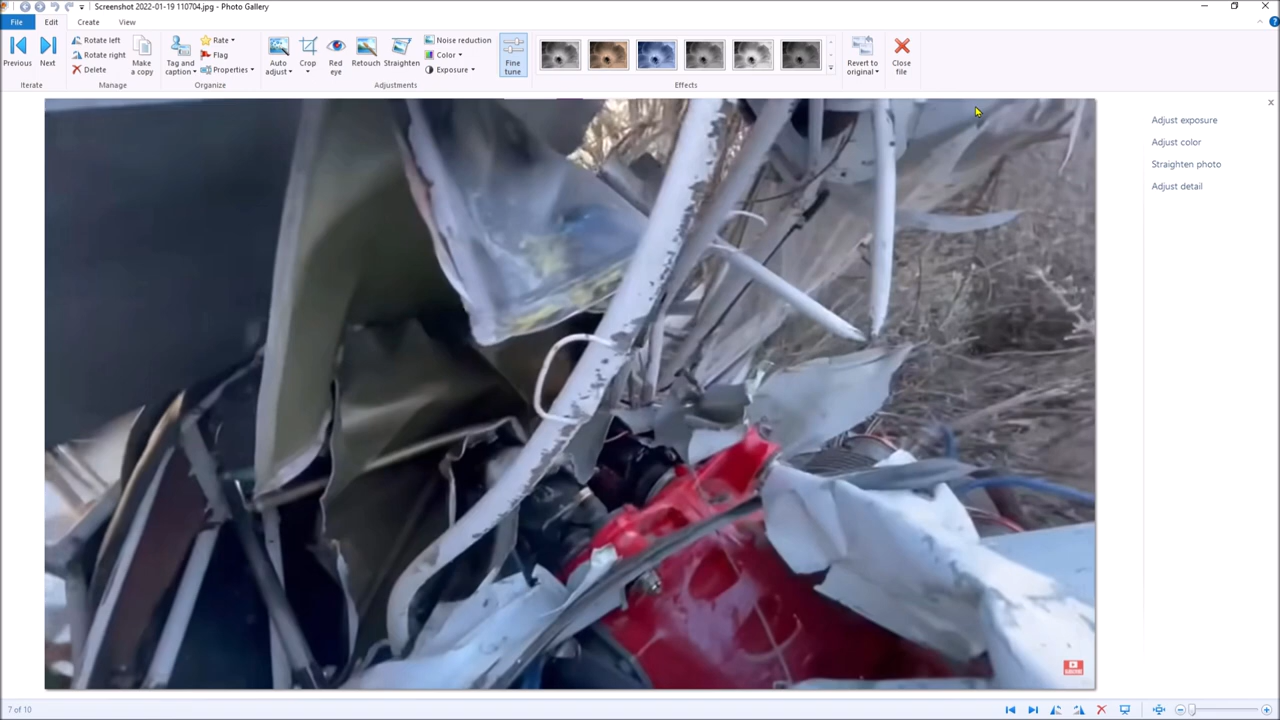 Screenshot 2022-01-19 110704.jpg - Photo Gallery
File Edit Create View
Previous Next
Iterate
Rotate left
Rotate right
Delete
Manage
Make a copy
Tag and caption
Rate
Flag
Properties
Organize
Auto adjust
Crop
Red eye
Retouch
Straighten
Noise reduction
Color
Exposure
Adjustments
Fine tune
Effects
Revert to original
Close file
Adjust exposure
Adjust color
Straighten photo
Adjust detail
7 of 10